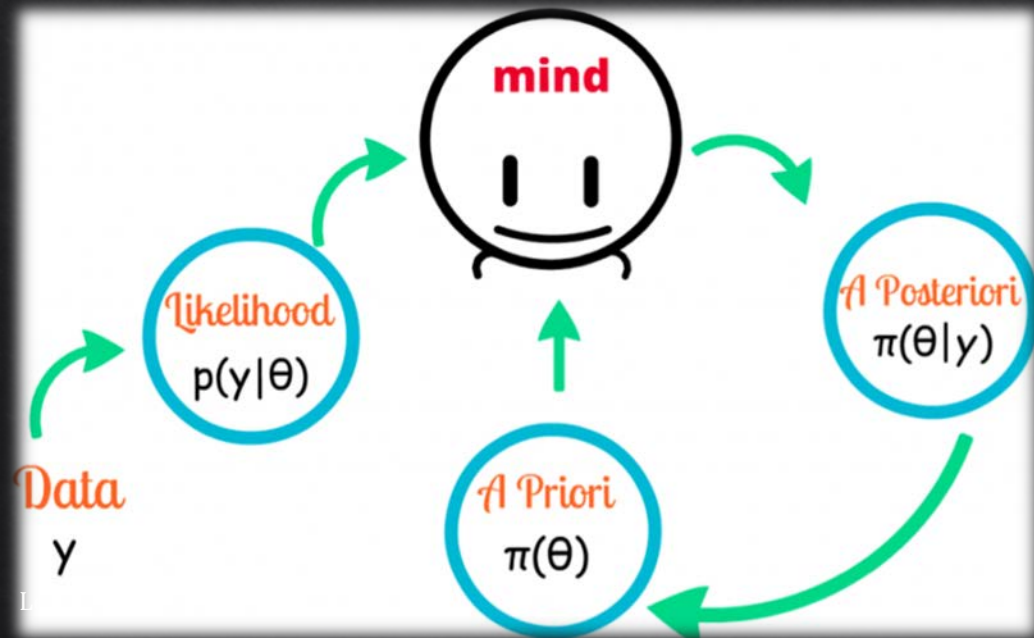 mind
Likelihood
p(y|θ)
A Posteriori
π(θ|y)
Data
y
A Priori
π(θ)
L